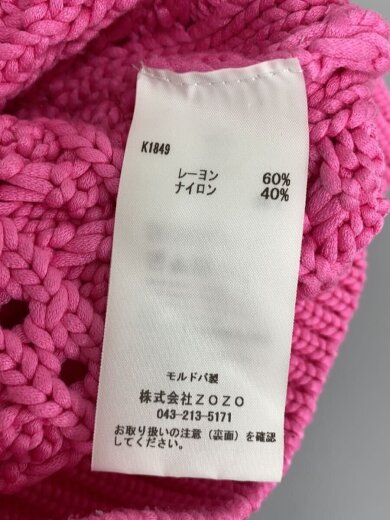 K1849
レーヨン 60%
ナイロン 40%
モルドバ製
株式会社ZOZO
043-213-5171
お取り扱いの注意(裏面)を確認
してください。